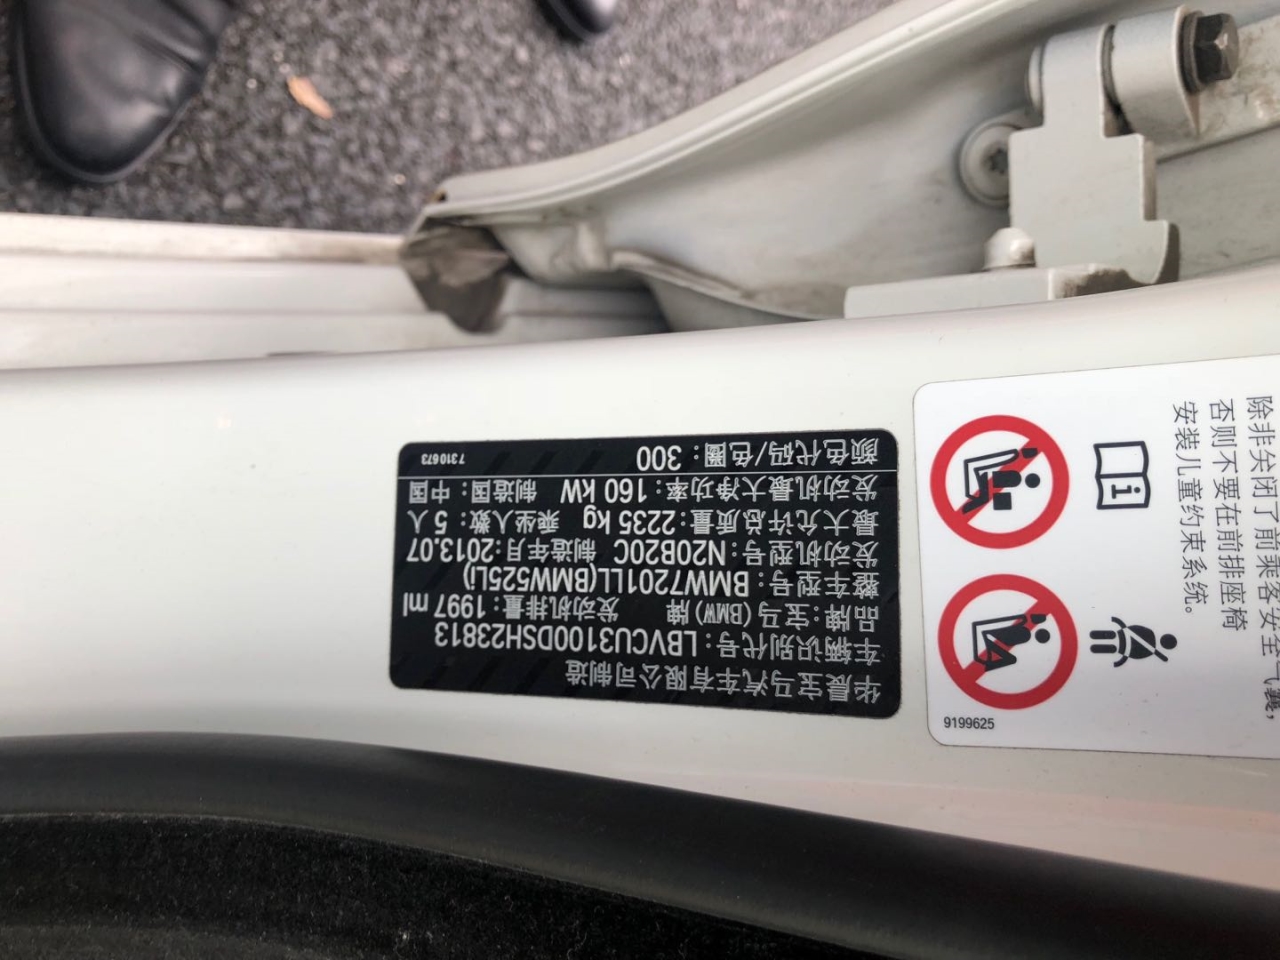 华晨宝马汽车有限公司制造
车辆识别代号：LBVCU3100DSH23813
品牌：宝马（BMW）牌 发动机排量：1997 ml
整车型号：BMW7201LL(BMW525Li)
发动机型号：N20B20C 制造年月：2013.07
最大允许总质量：2235 kg 乘坐人数：5 人
发动机最大净功率：160 kW 制造国：中国
颜色代码/色圈：300
7310673
除非关闭了前乘客安全气囊，
否则不要在前排座椅
安装儿童约束系统。
9199625